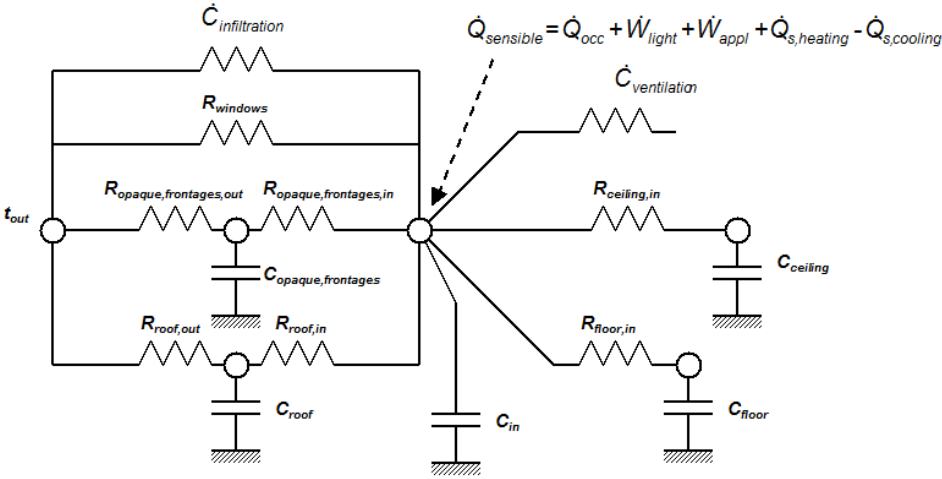 Ċinfiltration
Q̇sensible = Q̇occ + Ẇlight + Ẇappl + Q̇s,heating - Q̇s,cooling
Rwindows
Ċventilation
Ropaque,frontages,out Ropaque,frontages,in
Rceiling,in
tout
Copaque,frontages
Cceiling
Rroof,out Rroof,in
Rfloor,in
Croof
Cin
Cfloor